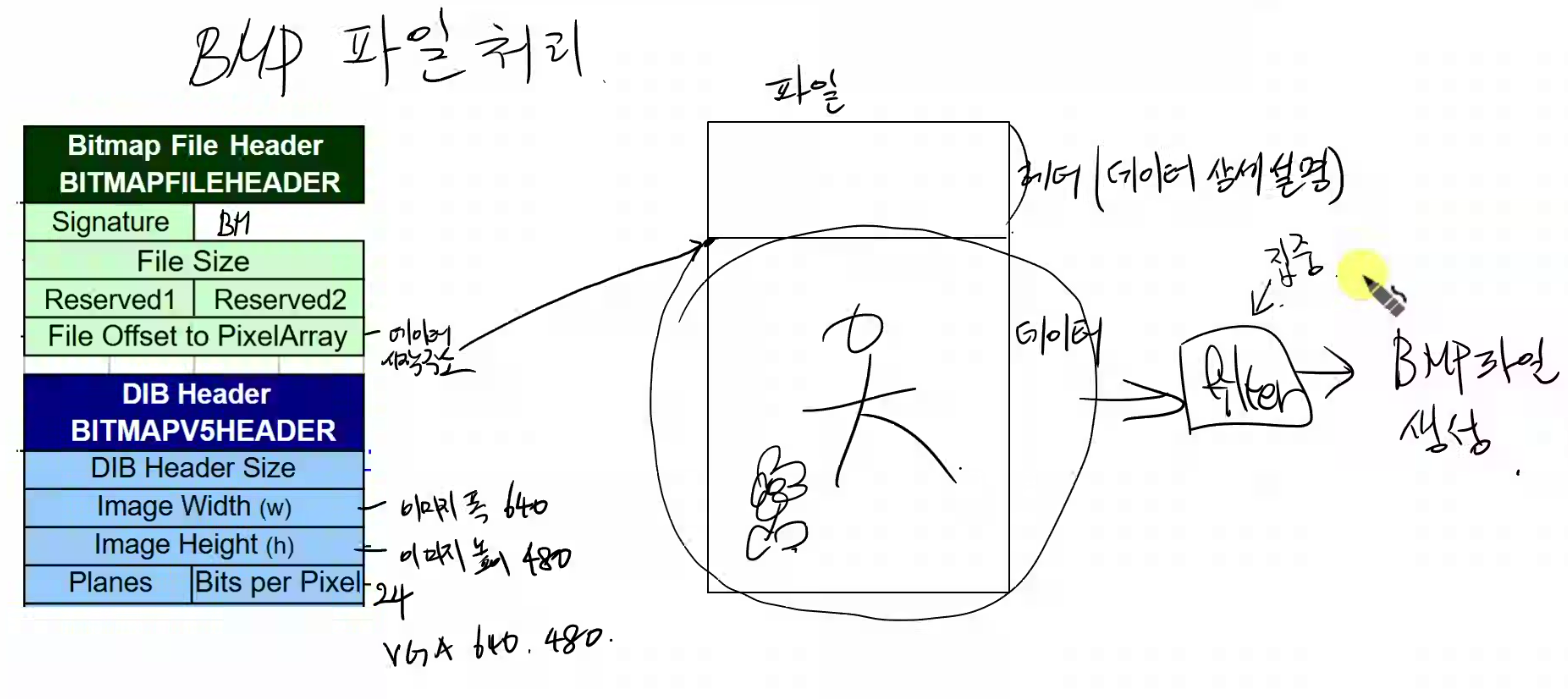 BMP 파일 처리.
Bitmap File Header
BITMAPFILEHEADER
Signature BM
File Size
Reserved1 Reserved2
File Offset to PixelArray 데이터
시작주소
DIB Header
BITMAPV5HEADER
DIB Header Size
Image Width (w) 이미지 폭 640
Image Height (h) 이미지 높이 480
Planes Bits per Pixel 24
VGA 640. 480.
파일
헤더 (데이터 상세설명)
데이터
집중.
filter
BMP파일
생성.